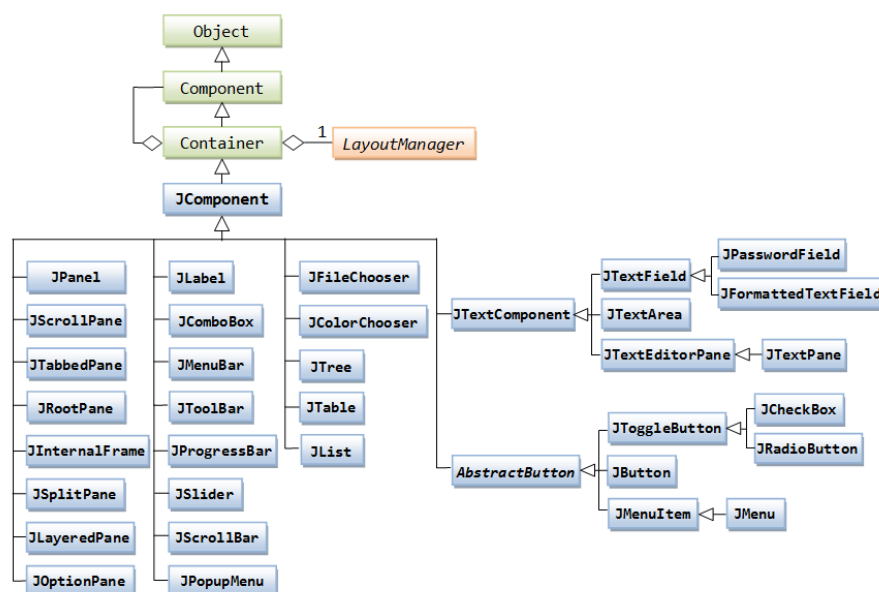 Object
Component
Container
1
LayoutManager
JComponent
JPanel
JScrollPane
JTabbedPane
JRootPane
JInternalFrame
JSplitPane
JLayeredPane
JOptionPane
JLabel
JComboBox
JMenuBar
JToolBar
JProgressBar
JSlider
JScrollBar
JPopupMenu
JFileChooser
JColorChooser
JTree
JTable
JList
JTextComponent
JTextField
JPasswordField
JFormattedTextField
JTextArea
JTextEditorPane
JTextPane
AbstractButton
JToggleButton
JCheckBox
JRadioButton
JButton
JMenuItem
JMenu